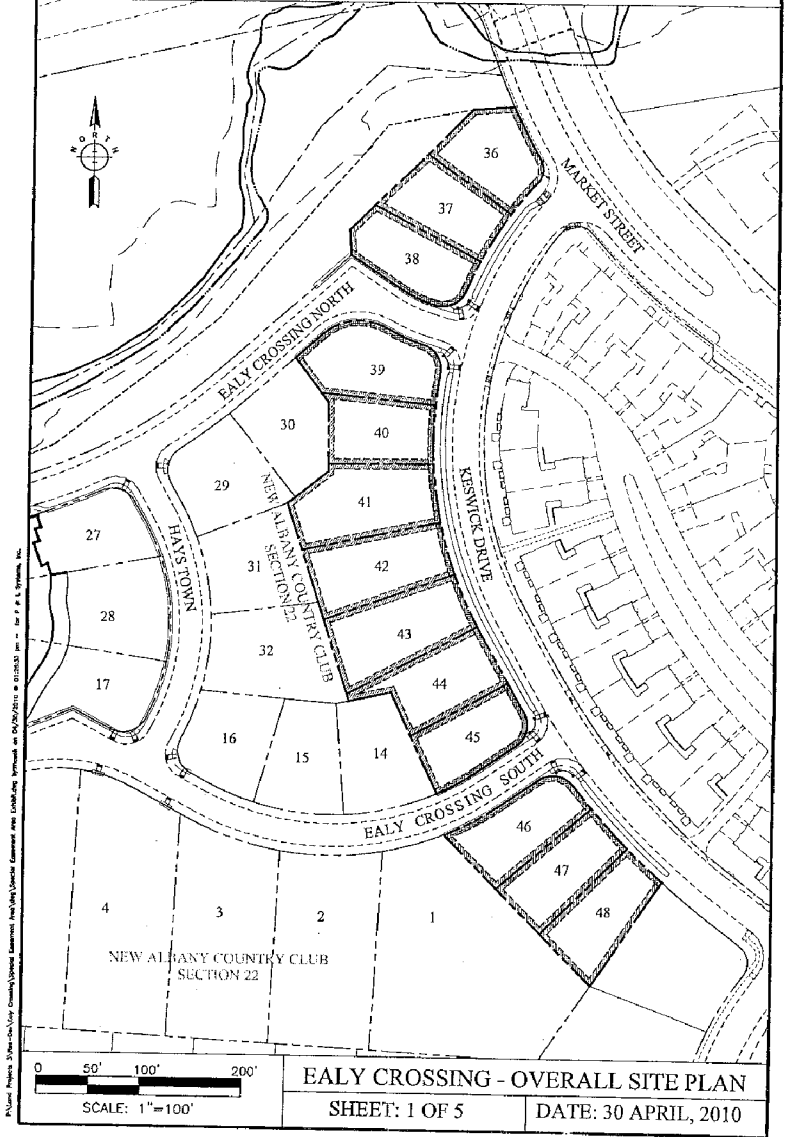 NORTH
36
MARKET STREET
37
38
EALY CROSSING NORTH
39
30
40
29
KESWICK DRIVE
41
NEW ALBANY COUNTRY CLUB
SECTION 22
27
HAYSTOWN
31
42
28
43
32
17
44
16
15
14
45
EALY CROSSING SOUTH
46
47
48
4
3
2
1
NEW ALBANY COUNTRY CLUB
SECTION 22
0 50' 100' 200'
SCALE: 1"=100'
EALY CROSSING - OVERALL SITE PLAN
SHEET: 1 OF 5
DATE: 30 APRIL, 2010